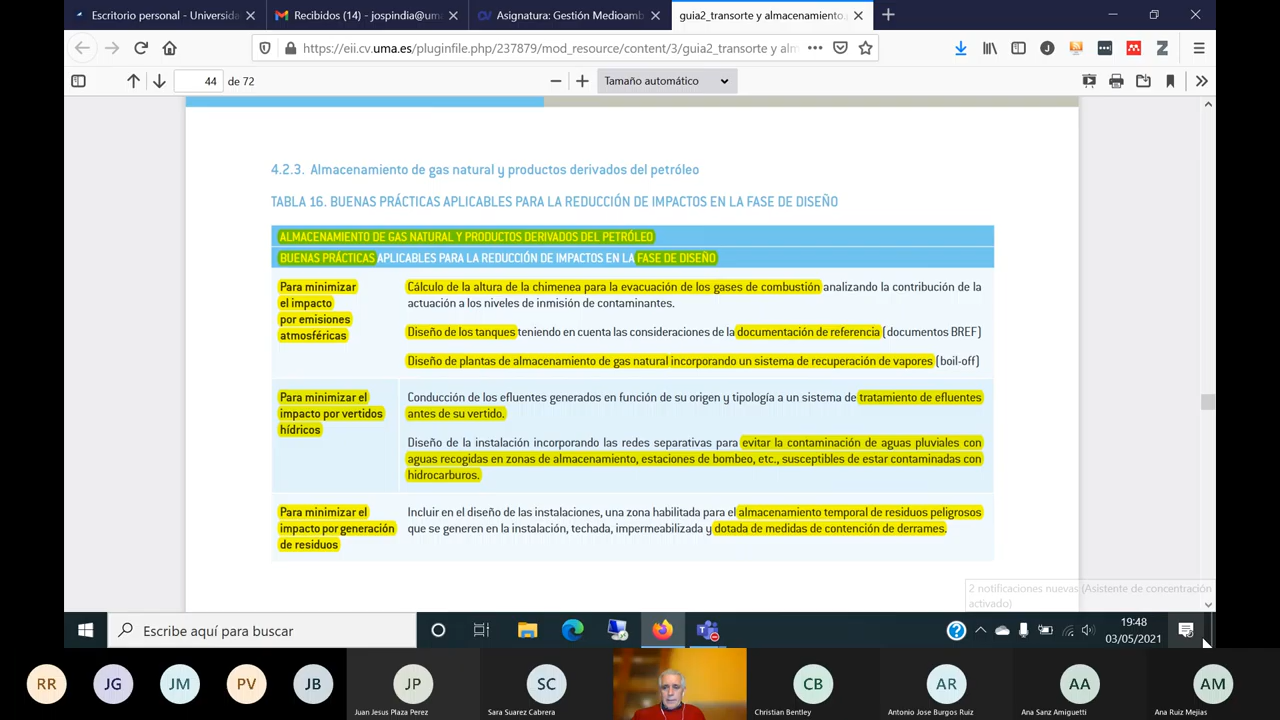 Escritorio personal - Universida
Recibidos (14) - jospindia@um
Asignatura: Gestión Medioamb
guia2_transorte y almacenamiento.
https://eii.cv.uma.es/pluginfile.php/237879/mod_resource/content/3/guia2_transorte y alm
44 de 72
Tamaño automático
4.2.3. Almacenamiento de gas natural y productos derivados del petróleo
TABLA 16. BUENAS PRÁCTICAS APLICABLES PARA LA REDUCCIÓN DE IMPACTOS EN LA FASE DE DISEÑO
ALMACENAMIENTO DE GAS NATURAL Y PRODUCTOS DERIVADOS DEL PETRÓLEO
BUENAS PRÁCTICAS APLICABLES PARA LA REDUCCIÓN DE IMPACTOS EN LA FASE DE DISEÑO
Para minimizar
el impacto
por emisiones
atmosféricas
Cálculo de la altura de la chimenea para la evacuación de los gases de combustión analizando la contribución de la
actuación a los niveles de inmisión de contaminantes.
Diseño de los tanques teniendo en cuenta las consideraciones de la documentación de referencia (documentos BREF)
Diseño de plantas de almacenamiento de gas natural incorporando un sistema de recuperación de vapores (boil-off)
Para minimizar el
impacto por vertidos
hídricos
Conducción de los efluentes generados en función de su origen y tipología a un sistema de tratamiento de efluentes
antes de su vertido.
Diseño de la instalación incorporando las redes separativas para evitar la contaminación de aguas pluviales con
aguas recogidas en zonas de almacenamiento, estaciones de bombeo, etc., susceptibles de estar contaminadas con
hidrocarburos.
Para minimizar el
impacto por generación
de residuos
Incluir en el diseño de las instalaciones, una zona habilitada para el almacenamiento temporal de residuos peligrosos
que se generen en la instalación, techada, impermeabilizada y dotada de medidas de contención de derrames.
2 notificaciones nuevas (Asistente de concentración
activado)
Escribe aquí para buscar
19:48
03/05/2021
RR
JG
JM
PV
JB
JP
Juan Jesus Plaza Perez
SC
Sara Suarez Cabrera
CB
Christian Bentley
AR
Antonio Jose Burgos Ruiz
AA
Ana Sanz Amiguetti
AM
Ana Ruiz Mejias